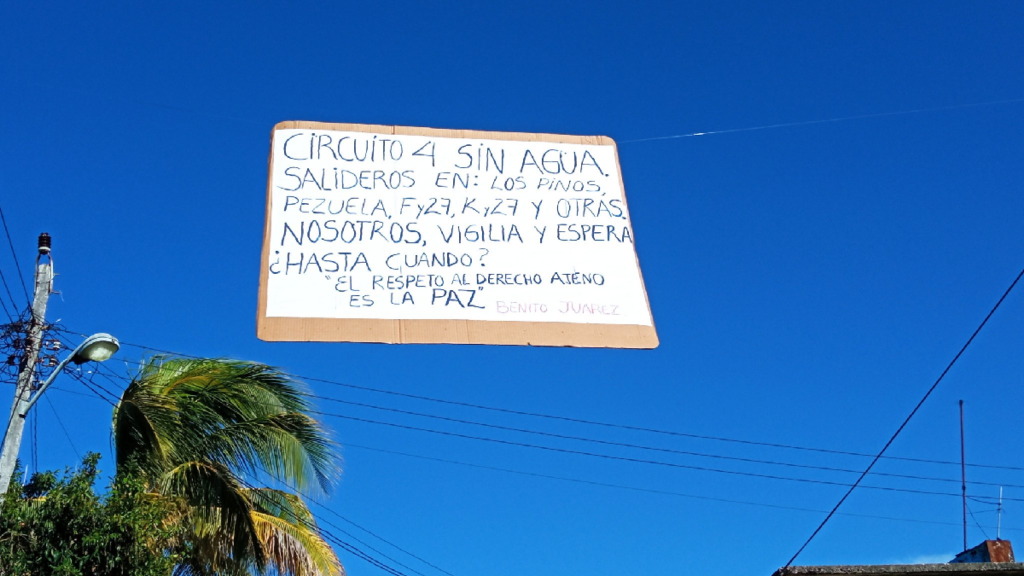 CIRCUITO 4 SIN AGUA.
SALIDEROS EN: LOS PINOS,
PEZUELA, F y 27, K y 27 Y OTRAS.
NOSOTROS, VIGILIA Y ESPERA
¿HASTA CUANDO?
"EL RESPETO AL DERECHO AJENO
ES LA PAZ" BENITO JUAREZ